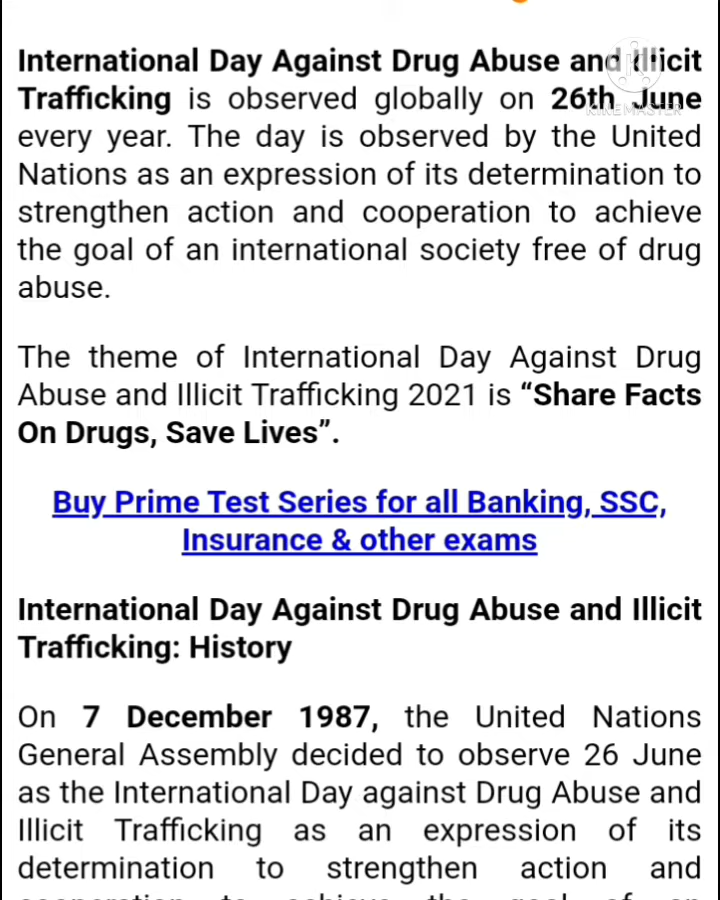 International Day Against Drug Abuse and Illicit
Trafficking is observed globally on 26th June
KINEMASTER
every year. The day is observed by the United
Nations as an expression of its determination to
strengthen action and cooperation to achieve
the goal of an international society free of drug
abuse.
The theme of International Day Against Drug
Abuse and Illicit Trafficking 2021 is “Share Facts
On Drugs, Save Lives”.
Buy Prime Test Series for all Banking, SSC,
Insurance & other exams
International Day Against Drug Abuse and Illicit
Trafficking: History
On 7 December 1987, the United Nations
General Assembly decided to observe 26 June
as the International Day against Drug Abuse and
Illicit Trafficking as an expression of its
determination to strengthen action and